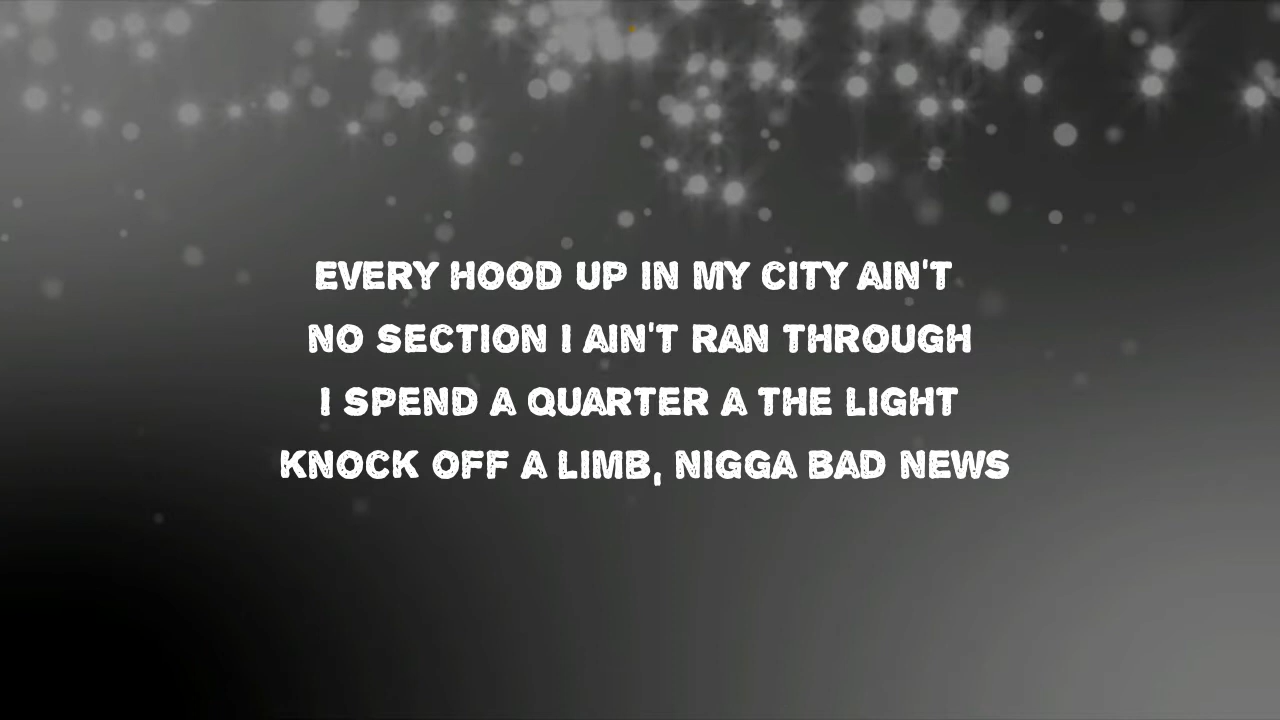 EVERY HOOD UP IN MY CITY AIN'T
NO SECTION I AIN'T RAN THROUGH
I SPEND A QUARTER A THE LIGHT
KNOCK OFF A LIMB, NIGGA BAD NEWS